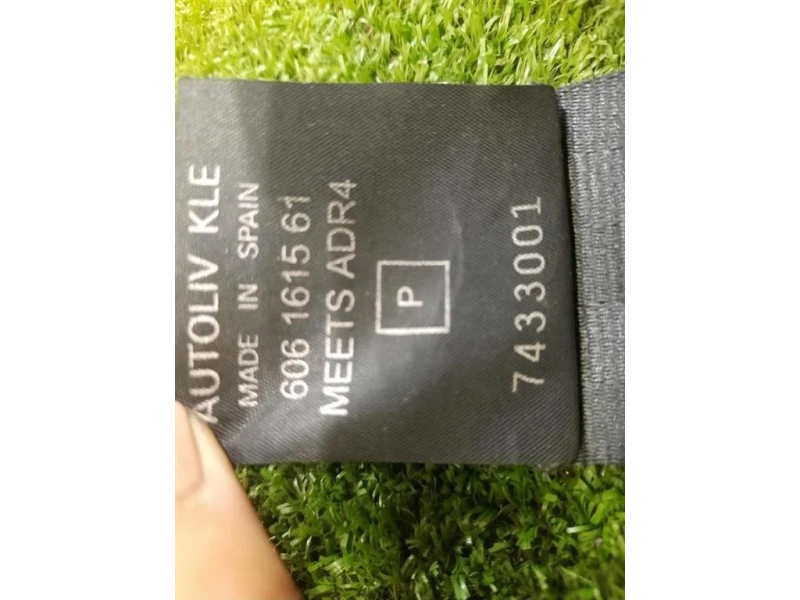 AUTOLIV KLE
MADE IN SPAIN
606 1615 61
MEETS ADR4
P
7433001